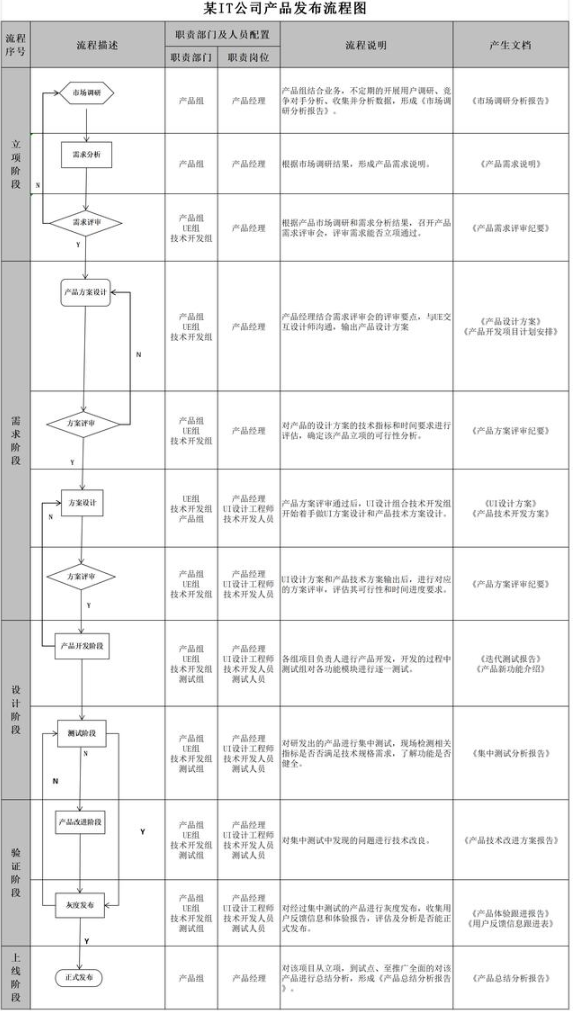 某IT公司产品发布流程图
流程序号 流程描述 职责部门及人员配置 流程说明 产生文档
职责部门 职责岗位
立项阶段
市场调研
产品组
产品经理
产品组结合业务，不定期的开展用户调研、竞
争对手分析、收集并分析数据，形成《市场调
研分析报告》。
《市场调研分析报告》
需求分析
产品组
产品经理
根据市场调研结果，形成产品需求说明。
《产品需求说明》
N
需求评审
Y
产品组
UE组
技术开发组
产品经理
根据产品市场调研和需求分析结果，召开产品
需求评审会，评审需求能否立项通过。
《产品需求评审纪要》
需求阶段
产品方案设计
N
产品组
UE组
技术开发组
产品经理
产品经理结合需求评审会的评审要点，与UE交
互设计师沟通，输出产品设计方案
《产品设计方案》
《产品开发项目计划安排》
方案评审
Y
产品组
UE组
技术开发组
产品经理
对产品的设计方案的技术指标和时间要求进行
评估，确定该产品立项的可行性分析。
《产品方案评审纪要》
方案设计
N
UE组
技术开发组
产品组
产品经理
UI设计工程师
技术开发人员
产品方案评审通过后，UI设计组合技术开发组
开始着手做UI方案设计和产品技术方案设计。
《UI设计方案》
《产品技术开发方案》
方案评审
Y
产品组
UE组
技术开发组
产品经理
UI设计工程师
技术开发人员
UI设计方案和产品技术方案输出后，进行对应
的方案评审，评估其可行性和时间进度要求。
《产品方案评审纪要》
设计阶段
产品开发阶段
产品组
UE组
技术开发组
测试组
产品经理
UI设计工程师
技术开发人员
测试人员
各组项目负责人进行产品开发，开发的过程中
测试组对各功能模块进行逐一测试。
《迭代测试报告》
《产品新功能介绍》
测试阶段
N
N
产品组
UE组
技术开发组
测试组
产品经理
UI设计工程师
技术开发人员
测试人员
对研发出的产品进行集中测试，现场检测相关
指标是否否满足技术规格需求，了解功能是否
健全。
《集中测试分析报告》
验证阶段
产品改进阶段
Y
产品组
UE组
技术开发组
测试组
产品经理
UI设计工程师
技术开发人员
测试人员
对集中测试中发现的问题进行技术改良。
《产品技术改进方案报告》
灰度发布
Y
产品组
UE组
技术开发组
测试组
产品经理
UI设计工程师
技术开发人员
测试人员
对经过集中测试的产品进行灰度发布，收集用
户反馈信息和体验报告，评估及分析是否能正
式发布。
《产品体验跟进报告》
《用户反馈信息跟进表》
上线阶段
正式发布
产品组
产品经理
对该项目从立项，到试点、至推广全面的对该
产品进行总结分析，形成《产品总结分析报告
》。
《产品总结分析报告》